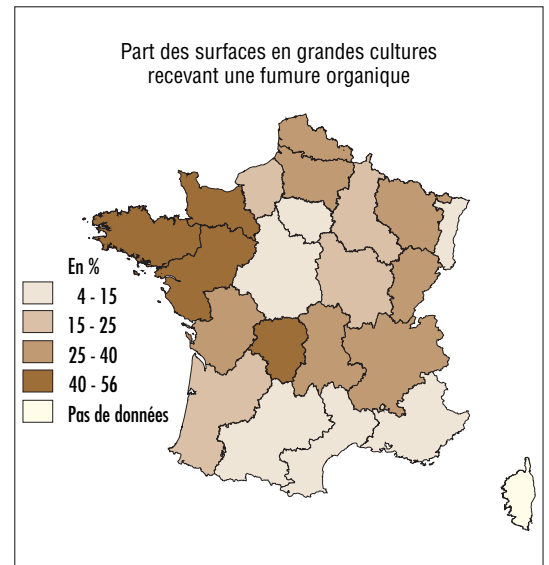 Part des surfaces en grandes cultures
recevant une fumure organique
En %
4 - 15
15 - 25
25 - 40
40 - 56
Pas de données